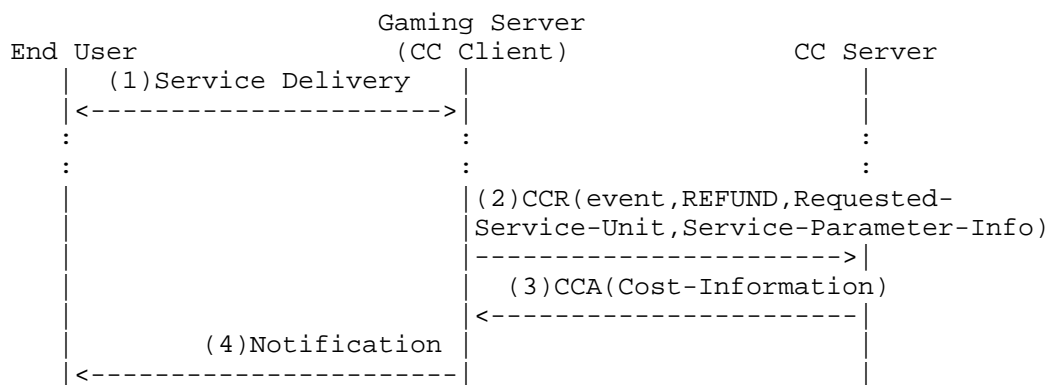 Gaming Server
End User (CC Client) CC Server
(1)Service Delivery
(2)CCR(event,REFUND,Requested-
Service-Unit,Service-Parameter-Info)
(3)CCA(Cost-Information)
(4)Notification